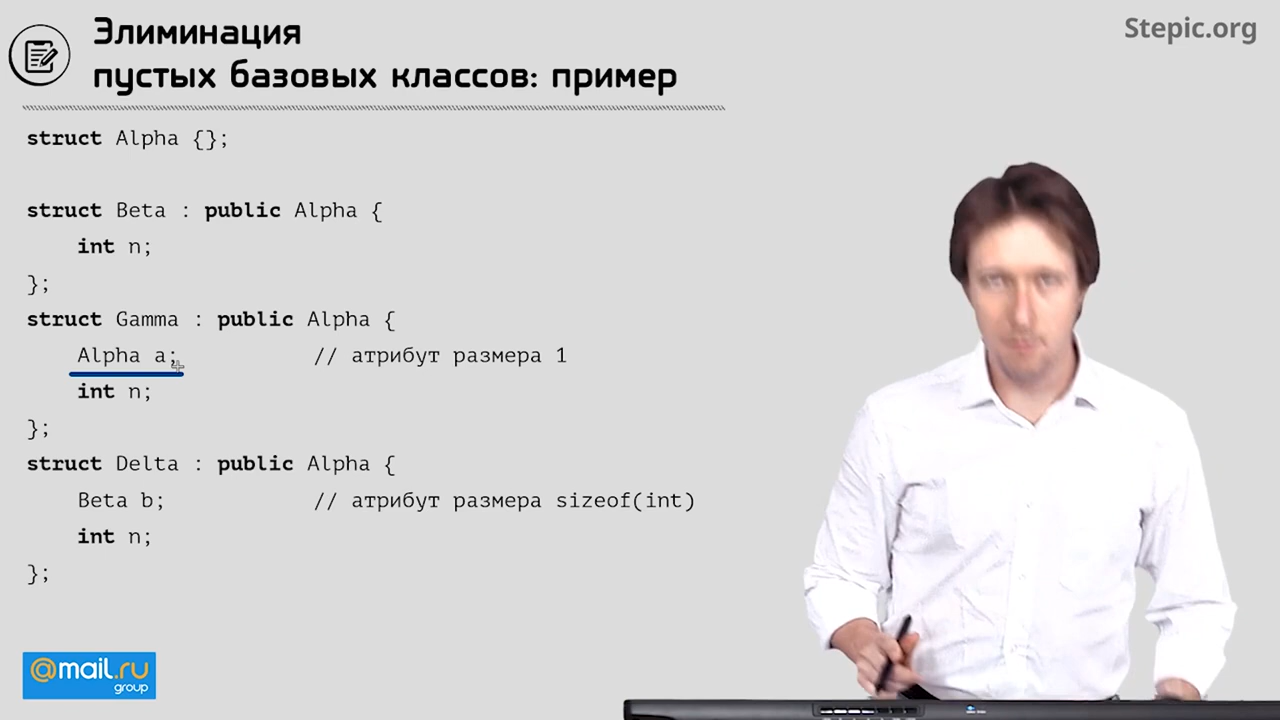 Элиминация
пустых базовых классов: пример
Stepic.org
struct Alpha {};
struct Beta : public Alpha {
int n;
};
struct Gamma : public Alpha {
Alpha a; // атрибут размера 1
int n;
};
struct Delta : public Alpha {
Beta b; // атрибут размера sizeof(int)
int n;
};
@mail.ru
group